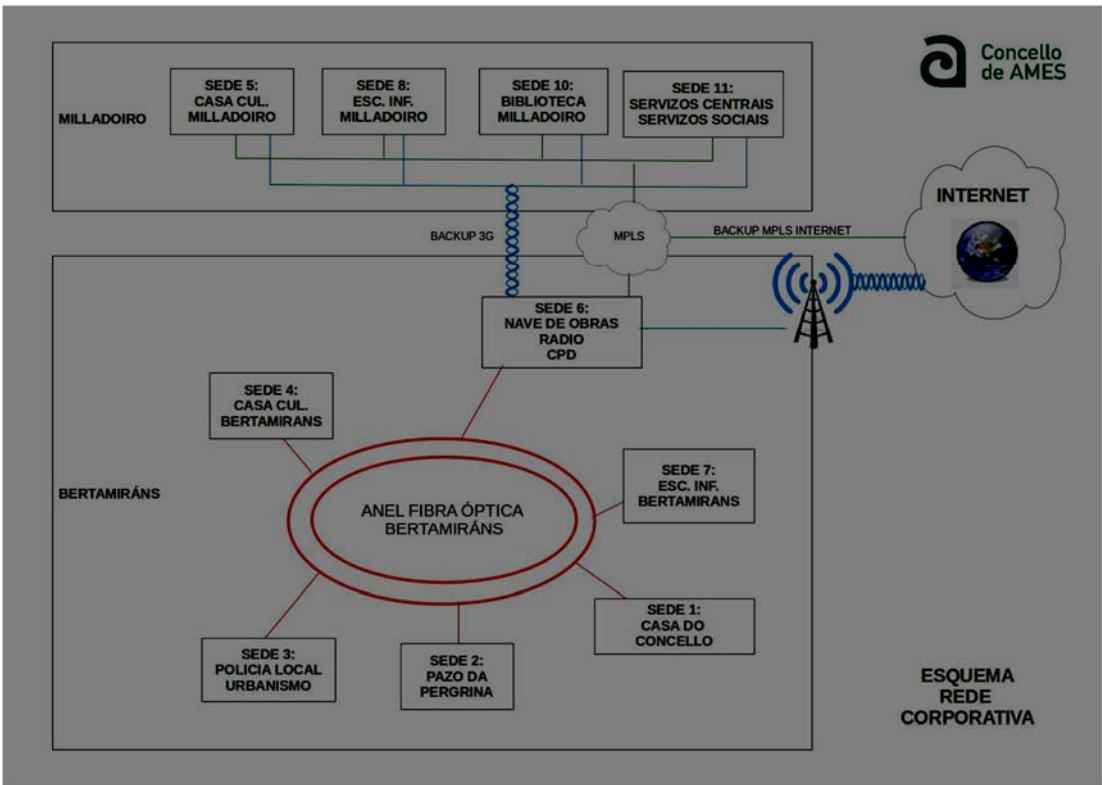 Concello
de AMES
MILLADOIRO
SEDE 5:
CASA CUL.
MILLADOIRO
SEDE 8:
ESC. INF.
MILLADOIRO
SEDE 10:
BIBLIOTECA
MILLADOIRO
SEDE 11:
SERVIZOS CENTRAIS
SERVIZOS SOCIAIS
INTERNET
BACKUP 3G
MPLS
BACKUP MPLS INTERNET
SEDE 6:
NAVE DE OBRAS
RADIO
CPD
SEDE 4:
CASA CUL.
BERTAMIRANS
BERTAMIRÁNS
ANEL FIBRA ÓPTICA
BERTAMIRÁNS
SEDE 7:
ESC. INF.
BERTAMIRANS
SEDE 1:
CASA DO
CONCELLO
SEDE 3:
POLICIA LOCAL
URBANISMO
SEDE 2:
PAZO DA
PERGRINA
ESQUEMA
REDE
CORPORATIVA